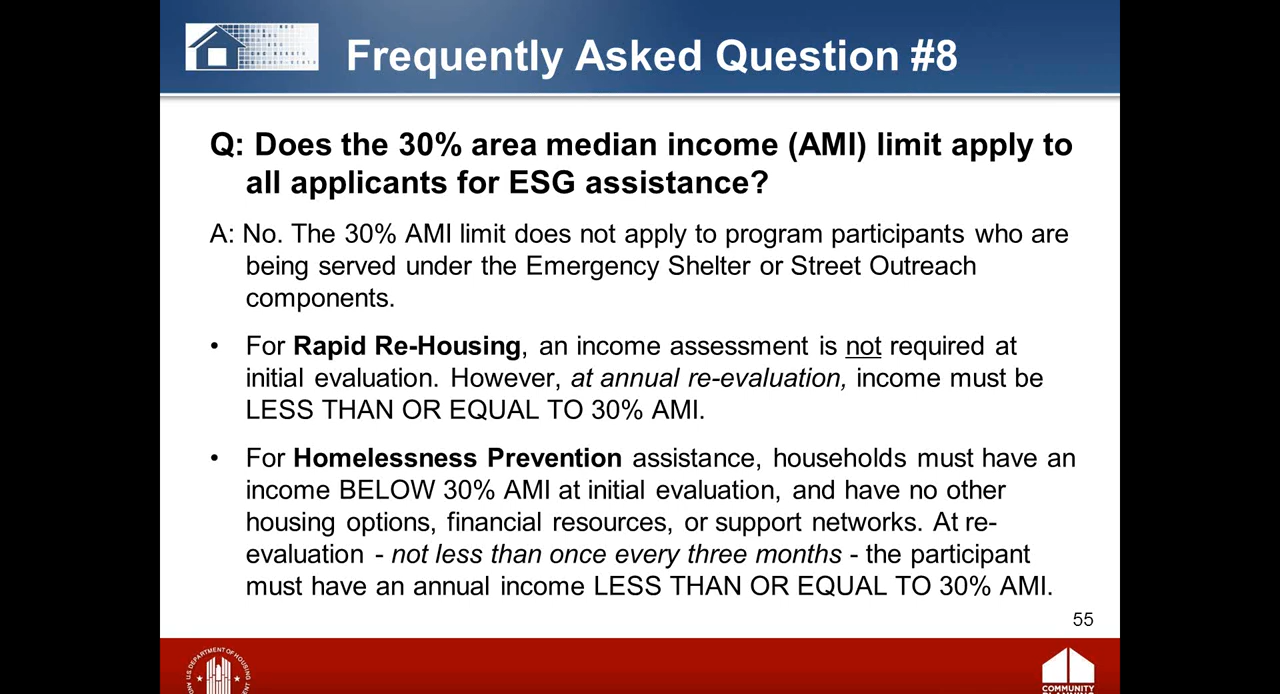 Frequently Asked Question #8
Q: Does the 30% area median income (AMI) limit apply to
all applicants for ESG assistance?
A: No. The 30% AMI limit does not apply to program participants who are
being served under the Emergency Shelter or Street Outreach
components.
• For Rapid Re-Housing, an income assessment is not required at
initial evaluation. However, at annual re-evaluation, income must be
LESS THAN OR EQUAL TO 30% AMI.
• For Homelessness Prevention assistance, households must have an
income BELOW 30% AMI at initial evaluation, and have no other
housing options, financial resources, or support networks. At re-
evaluation - not less than once every three months - the participant
must have an annual income LESS THAN OR EQUAL TO 30% AMI.
55
U.S. DEPARTMENT OF HOUSING
COMMUNITY